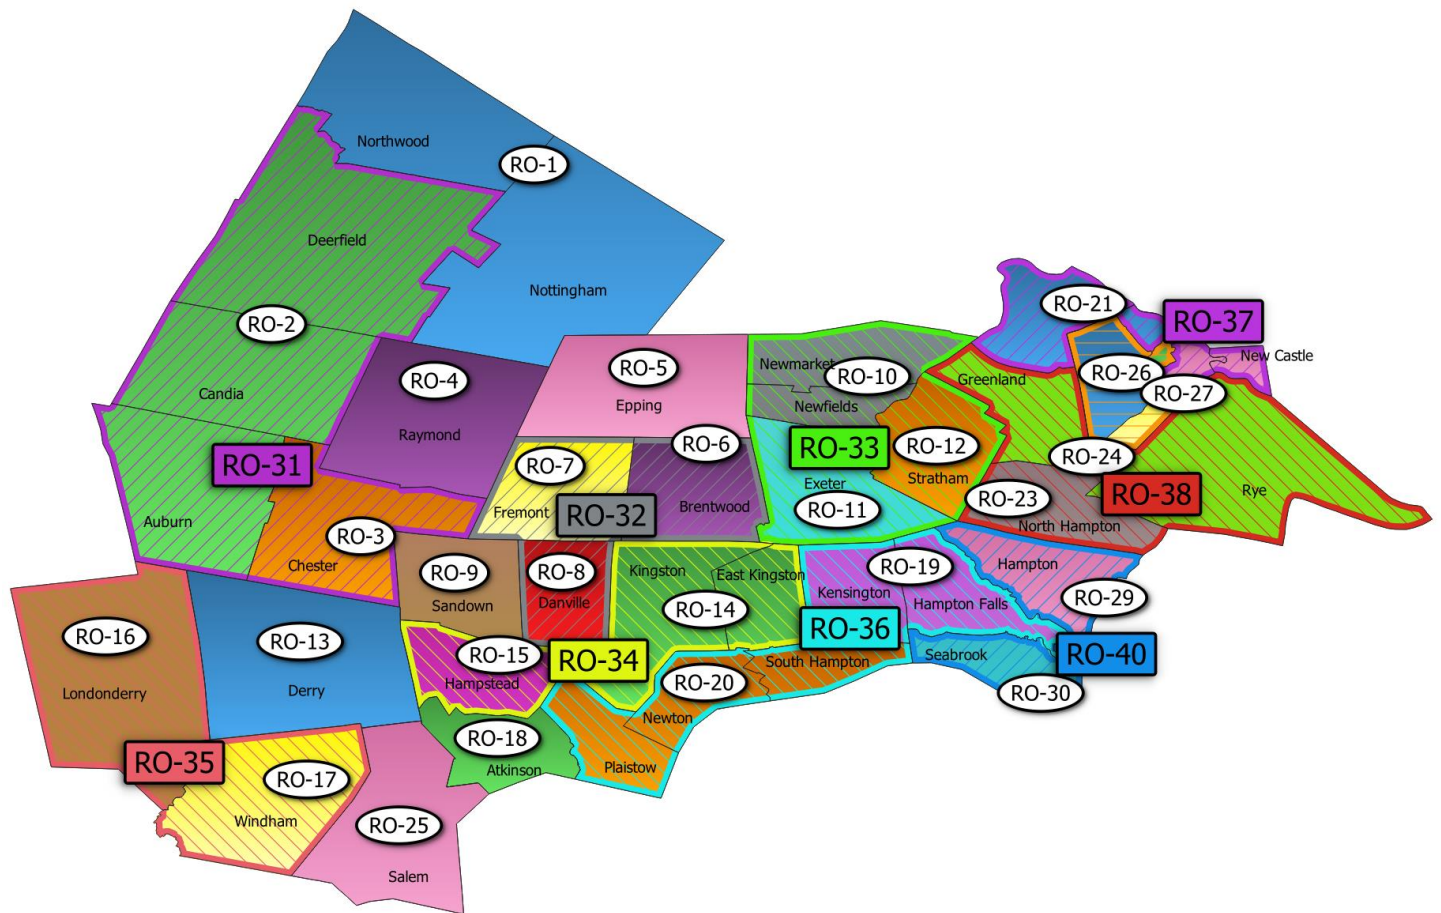 Northwood
RO-1
Deerfield
Nottingham
RO-2
RO-21
RO-37
New Castle
RO-4
RO-5
Newmarket
RO-10
Greenland
RO-26
RO-27
Candia
Epping
Newfields
Raymond
RO-6
RO-33
RO-12
RO-31
RO-7
RO-24
Stratham
Exeter
RO-38
Rye
RO-23
Auburn
Fremont
RO-32
Brentwood
RO-11
North Hampton
RO-3
Chester
RO-9
RO-8
Kingston
East Kingston
RO-19
Hampton
Sandown
Danville
Kensington
Hampton Falls
RO-29
RO-14
RO-16
RO-13
RO-36
RO-15
RO-34
South Hampton
Seabrook
RO-40
Londonderry
Derry
Hampstead
RO-20
RO-30
Newton
RO-18
RO-35
RO-17
Atkinson
Plaistow
Windham
RO-25
Salem